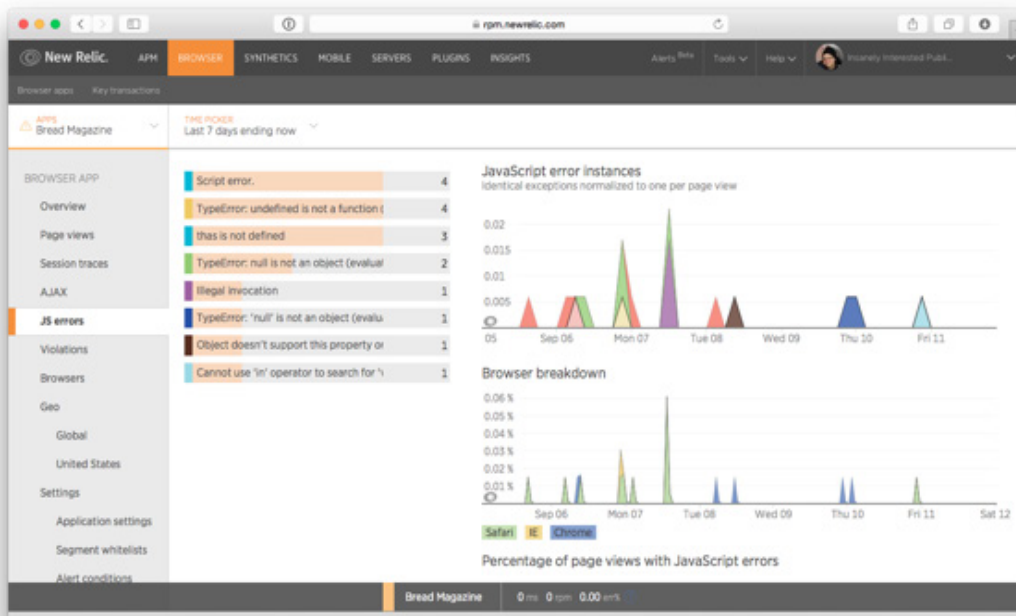 rpm.newrelic.com
New Relic.
APM
BROWSER
SYNTHETICS
MOBILE
SERVERS
PLUGINS
INSIGHTS
Alerts Beta
Tools
Help
Insanely Interested Publ...
Browser apps
Key transactions
APPS
Bread Magazine
TIME PICKER
Last 7 days ending now
BROWSER APP
Overview
Page views
Session traces
AJAX
JS errors
Violations
Browsers
Geo
Global
United States
Settings
Application settings
Segment whitelists
Alert conditions
Script error. 4
TypeError: undefined is not a function ( 4
thas is not defined 3
TypeError: null is not an object (evaluat 2
Illegal invocation 1
TypeError: 'null' is not an object (evalu 1
Object doesn't support this property or 1
Cannot use 'in' operator to search for 1
JavaScript error instances
Identical exceptions normalized to one per page view
0.02
0.015
0.01
0.005
05
Sep 06
Mon 07
Tue 08
Wed 09
Thu 10
Fri 11
Browser breakdown
0.06 %
0.05 %
0.04 %
0.03 %
0.02 %
0.01 %
Sep 06
Mon 07
Tue 08
Wed 09
Thu 10
Fri 11
Sat 12
Safari
IE
Chrome
Percentage of page views with JavaScript errors
Bread Magazine
0 ms 0 rpm 0.00 err%